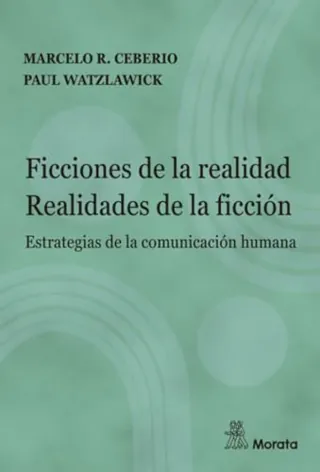 MARCELO R. CEBERIO
PAUL WATZLAWICK
Ficciones de la realidad
Realidades de la ficción
Estrategias de la comunicación humana
Morata